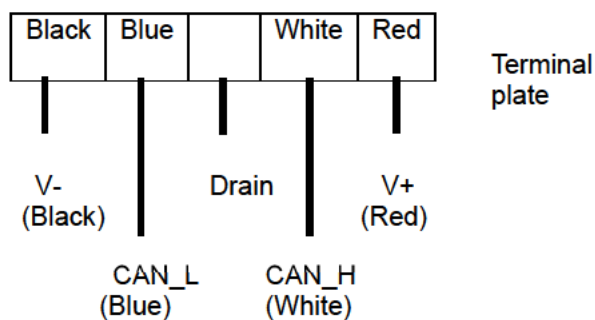 Black Blue White Red
Terminal
plate
V- Drain V+
(Black) (Red)
CAN_L CAN_H
(Blue) (White)